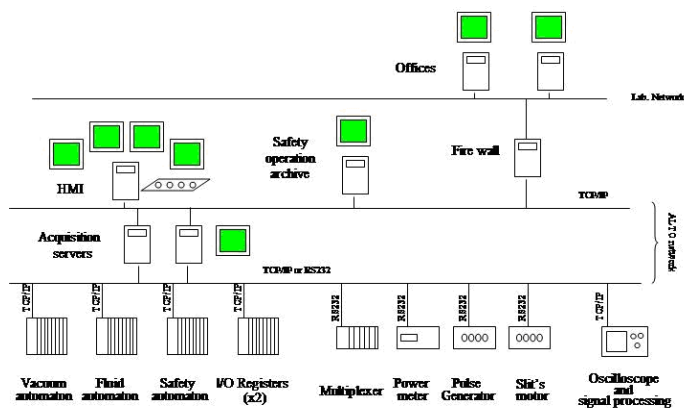 Offices
Lab. Network
Safety
operation
archive
Fire wall
HMI
TCP/IP
Acquisition
servers
ALTO network
TCP/IP or RS232
TCP/IP
TCP/IP
TCP/IP
TCP/IP
RS232
RS232
RS232
RS232
TCP/IP
Vacuum
automaton
Fluid
automaton
Safety
automaton
I/O Registers
(x2)
Multiplexer
Power
meter
Pulse
Generator
Slit's
motor
Oscilloscope
and
signal processing